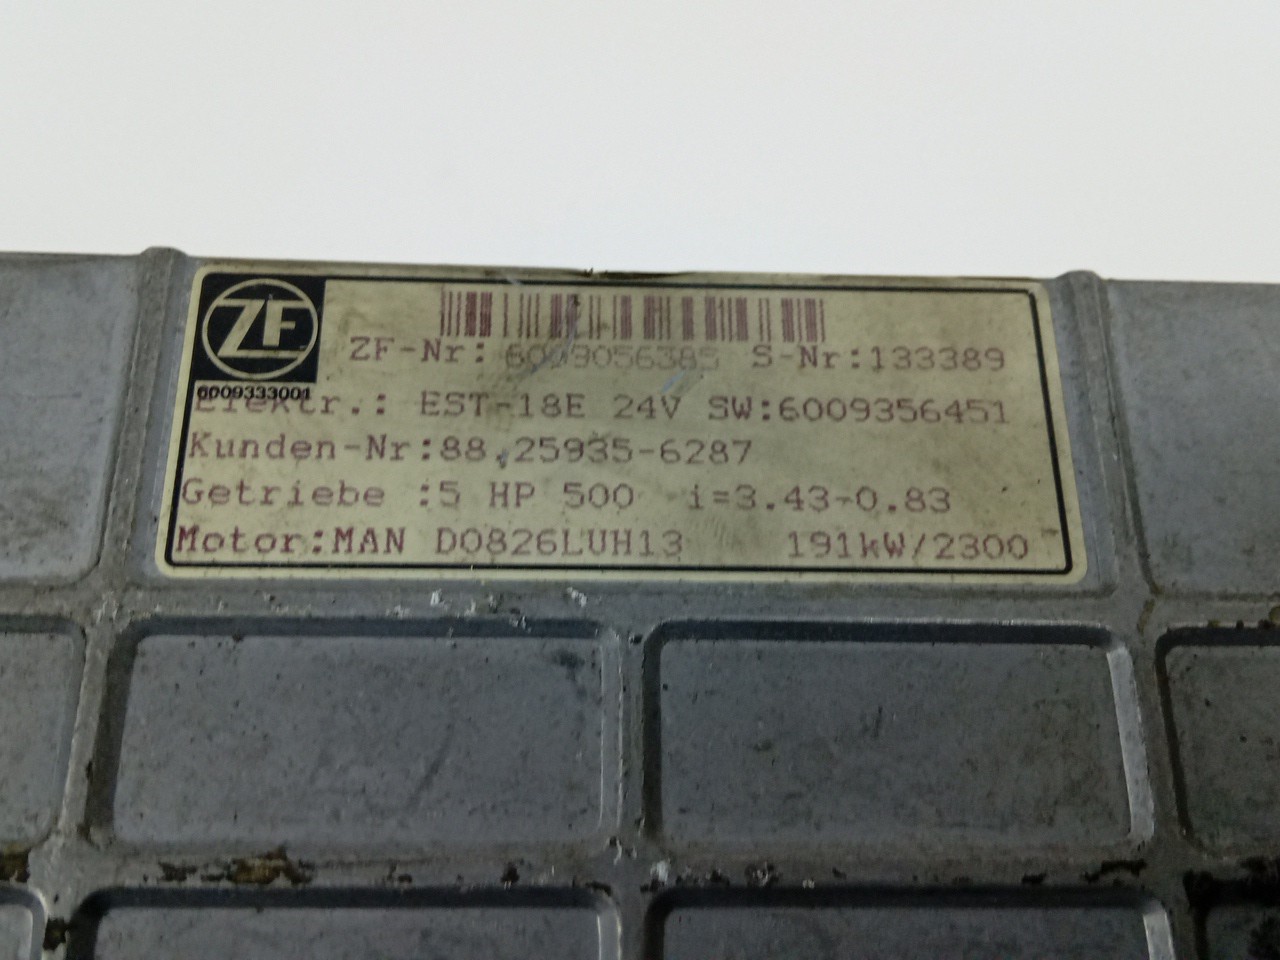 ZF
ZF-Nr: 6009056385 S-Nr:133389
6009333001
Elektr.: EST-18E 24V SW:6009356451
Kunden-Nr:88,25935-6287
Getriebe :5 HP 500 i=3.43-0.83
Motor:MAN D0826LUH13 191kW/2300